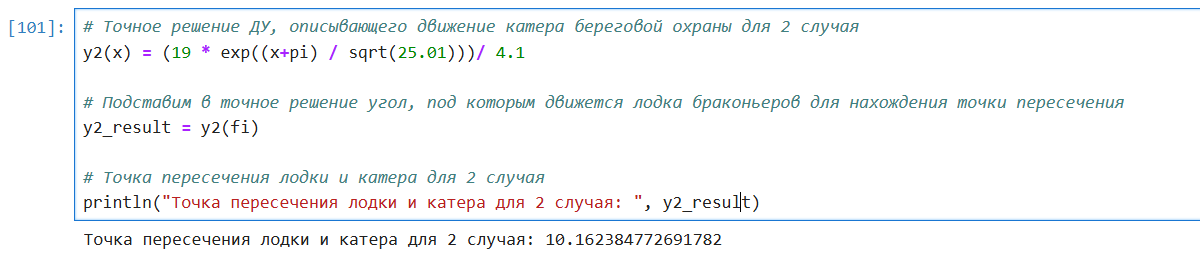 [101]: # Точное решение ДУ, описывающего движение катера береговой охраны для 2 случая
y2(x) = (19 * exp((x+pi) / sqrt(25.01)))/ 4.1
# Подставим в точное решение угол, под которым движется лодка браконьеров для нахождения точки пересечения
y2_result = y2(fi)
# Точка пересечения лодки и катера для 2 случая
println("Точка пересечения лодки и катера для 2 случая: ", y2_result)
Точка пересечения лодки и катера для 2 случая: 10.162384772691782